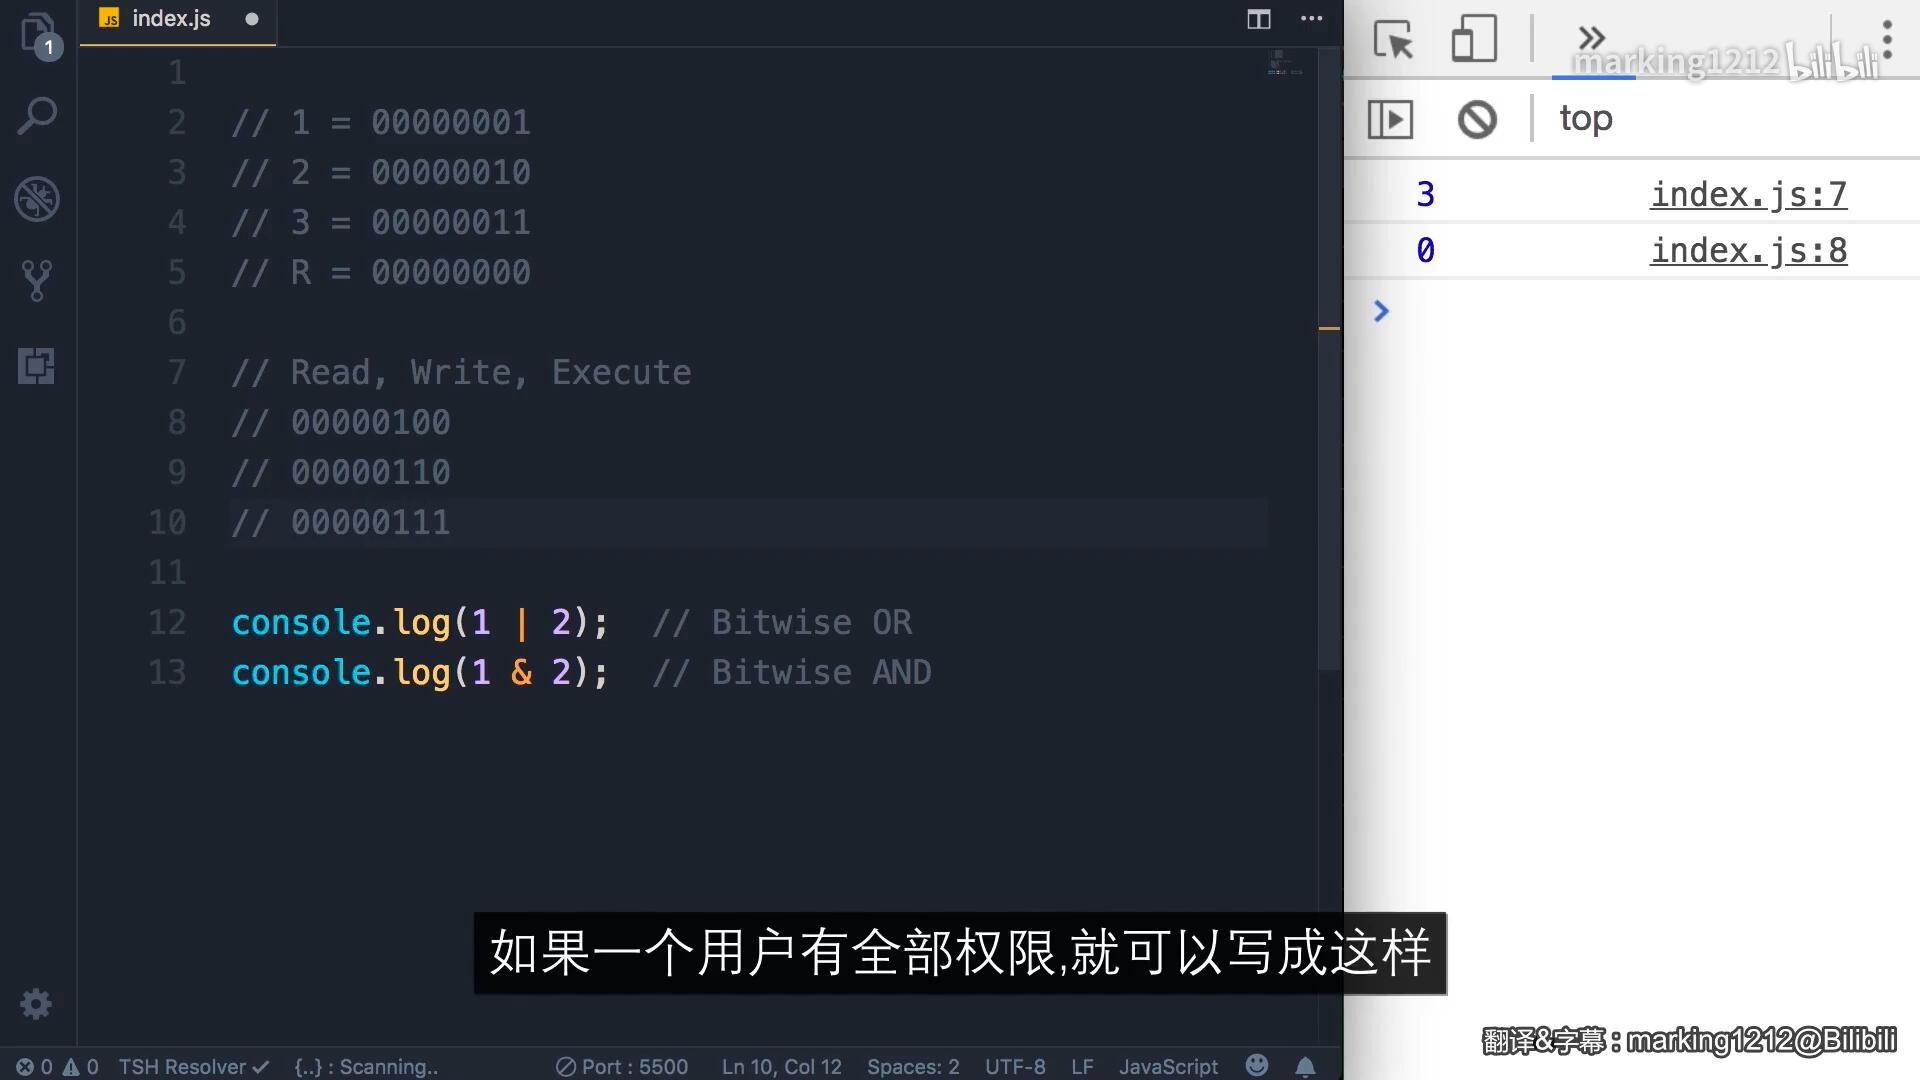 1
JS index.js
1
2 // 1 = 00000001
3 // 2 = 00000010
4 // 3 = 00000011
5 // R = 00000000
6
7 // Read, Write, Execute
8 // 00000100
9 // 00000110
10 // 00000111
11
12 console.log(1 | 2); // Bitwise OR
13 console.log(1 & 2); // Bitwise AND
marking1212 bilibili
top
3 index.js:7
0 index.js:8
如果一个用户有全部权限,就可以写成这样
翻译&字幕：marking1212@Bilibili
0 0 TSH Resolver {..} : Scanning.. Port : 5500 Ln 10, Col 12 Spaces: 2 UTF-8 LF JavaScript